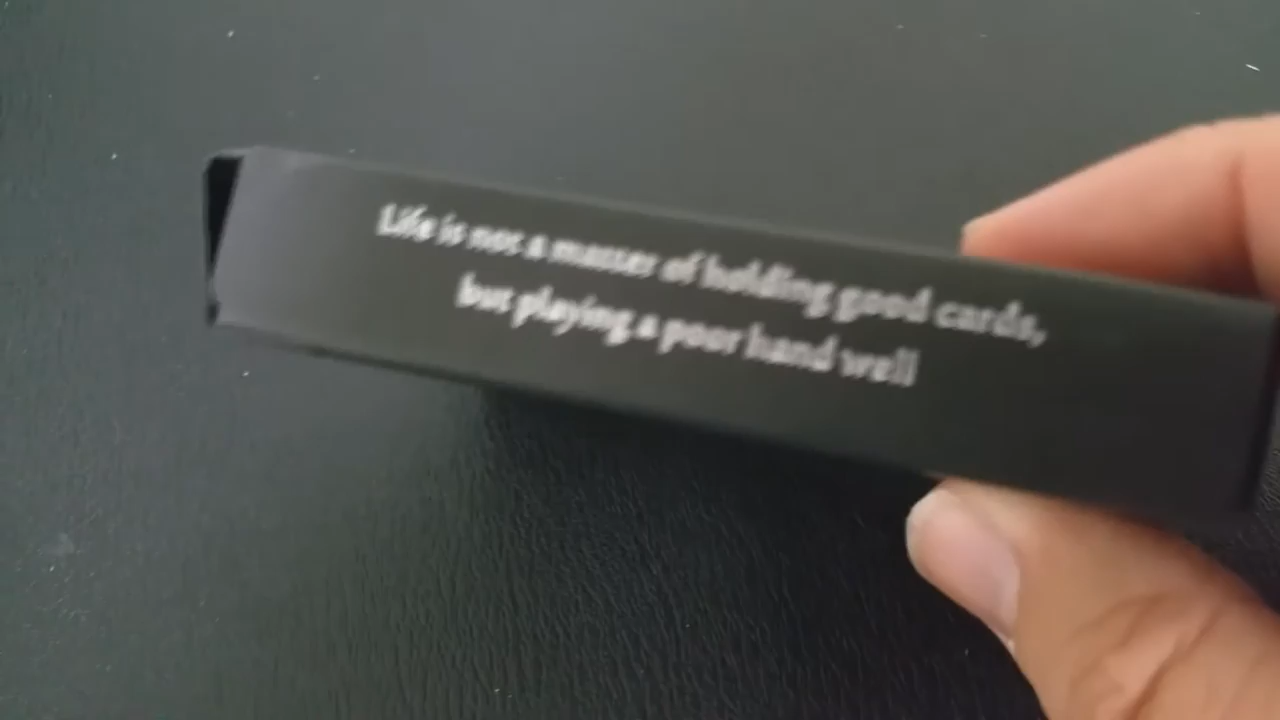 Life is not a matter of holding good cards,
but playing a poor hand well